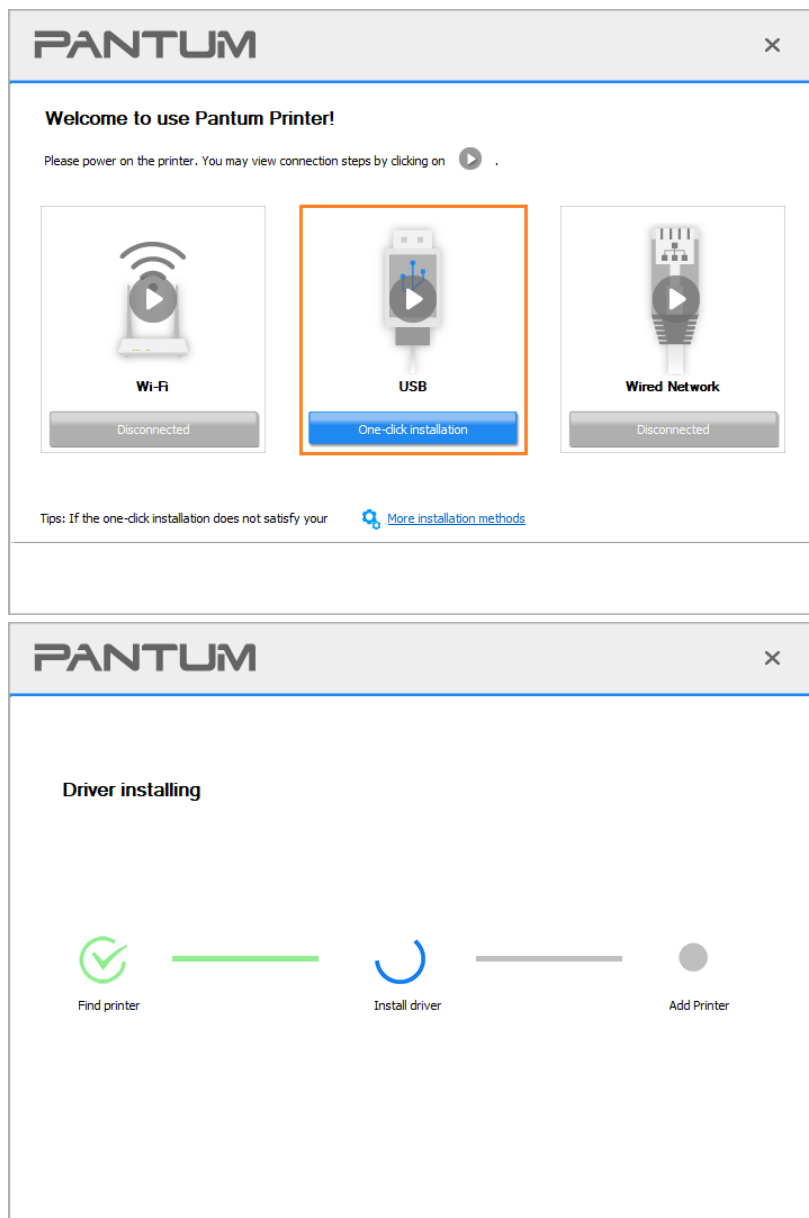 PANTUM
Welcome to use Pantum Printer!
Please power on the printer. You may view connection steps by clicking on .
Wi-Fi
USB
Wired Network
Disconnected
One-click installation
Disconnected
Tips: If the one-click installation does not satisfy your
More installation methods
PANTUM
Driver installing
Find printer
Install driver
Add Printer